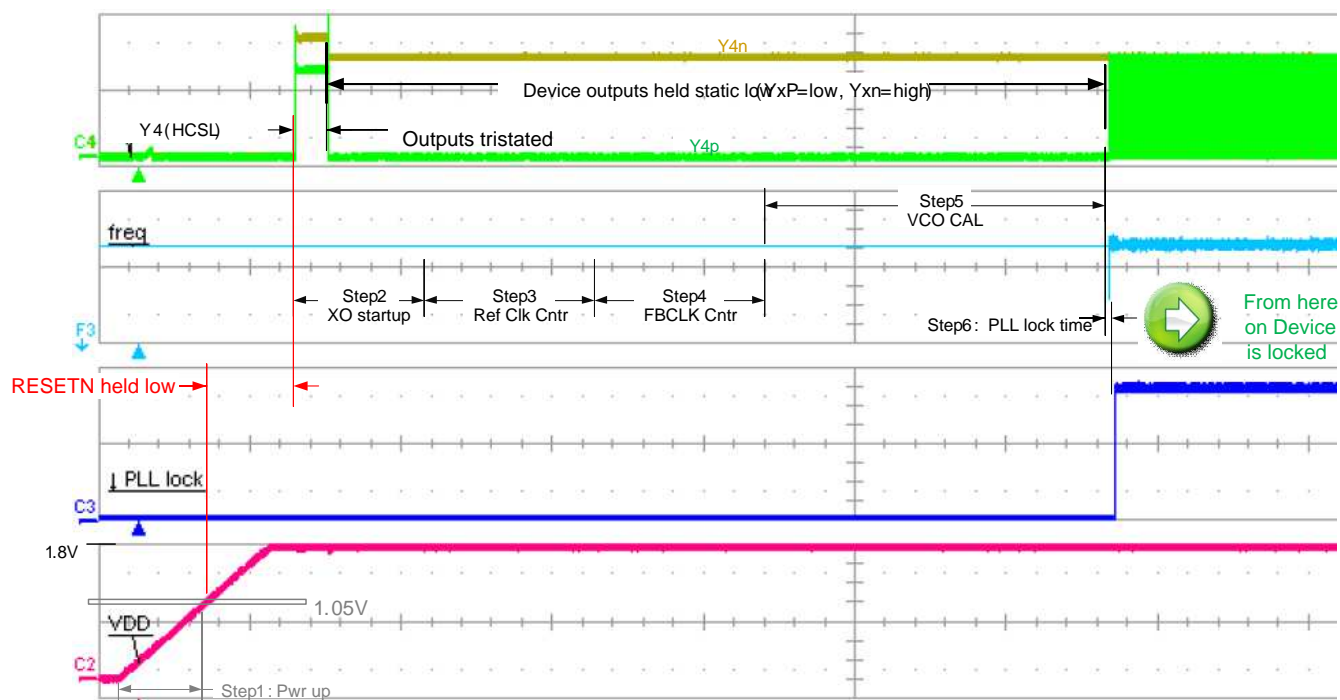 Y4n
Device outputs held static low (YxP=low, Yxn=high)
Y4(HCSL)
Outputs tristated
C4
Y4p
Step5
VCO CAL
freq
Step2
XO startup
Step3
Ref Clk Cntr
Step4
FBCLK Cntr
Step6: PLL lock time
From here
on Device
is locked
F3
RESETN held low
PLL lock
C3
1.8V
1.05V
VDD
C2
Step1: Pwr up